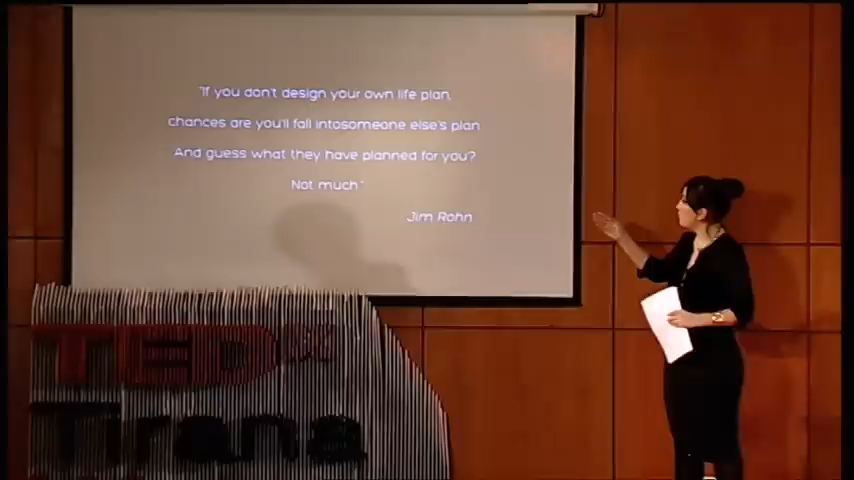 "If you don't design your own life plan,
chances are you'll fall intosomeone else's plan
And guess what they have planned for you?
Not much"
Jim Rohn
TEDx
Tirana